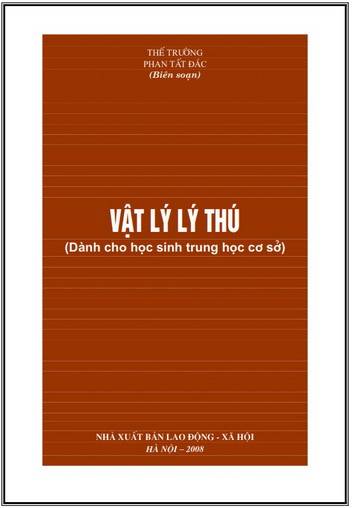 THẾ TRƯỜNG
PHAN TẤT ĐẮC
(Biên soạn)
VẬT LÝ LÝ THÚ
(Dành cho học sinh trung học cơ sở)
NHÀ XUẤT BẢN LAO ĐỘNG - XÃ HỘI
HÀ NỘI – 2008